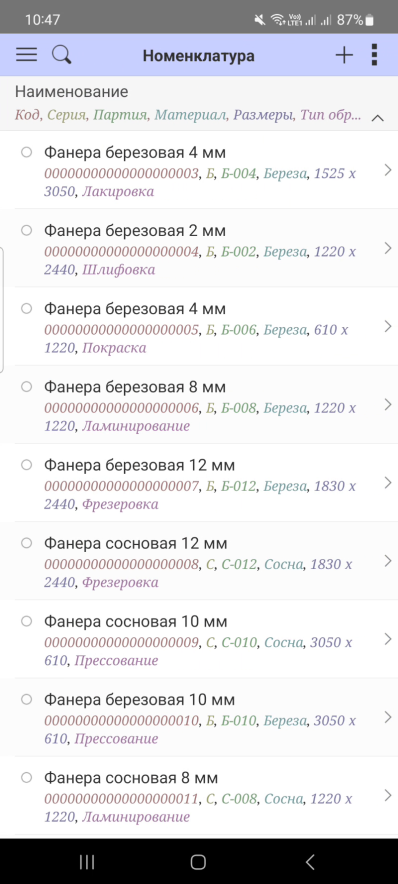 10:47
Vo))
LTE1
87%
Номенклатура
Наименование
Код, Серия, Партия, Материал, Размеры, Тип обр...
Фанера березовая 4 мм
00000000000000000003, Б, Б-004, Береза, 1525 x
3050, Лакировка
Фанера березовая 2 мм
00000000000000000004, Б, Б-002, Береза, 1220 x
2440, Шлифовка
Фанера березовая 4 мм
00000000000000000005, Б, Б-006, Береза, 610 x
1220, Покраска
Фанера березовая 8 мм
00000000000000000006, Б, Б-008, Береза, 1220 x
1220, Ламинирование
Фанера березовая 12 мм
00000000000000000007, Б, Б-012, Береза, 1830 x
2440, Фрезеровка
Фанера сосновая 12 мм
00000000000000000008, С, С-012, Сосна, 1830 x
2440, Фрезеровка
Фанера сосновая 10 мм
00000000000000000009, С, С-010, Сосна, 3050 x
610, Прессование
Фанера березовая 10 мм
00000000000000000010, Б, Б-010, Береза, 3050 x
610, Прессование
Фанера сосновая 8 мм
00000000000000000011, С, С-008, Сосна, 1220 x
1220, Ламинирование